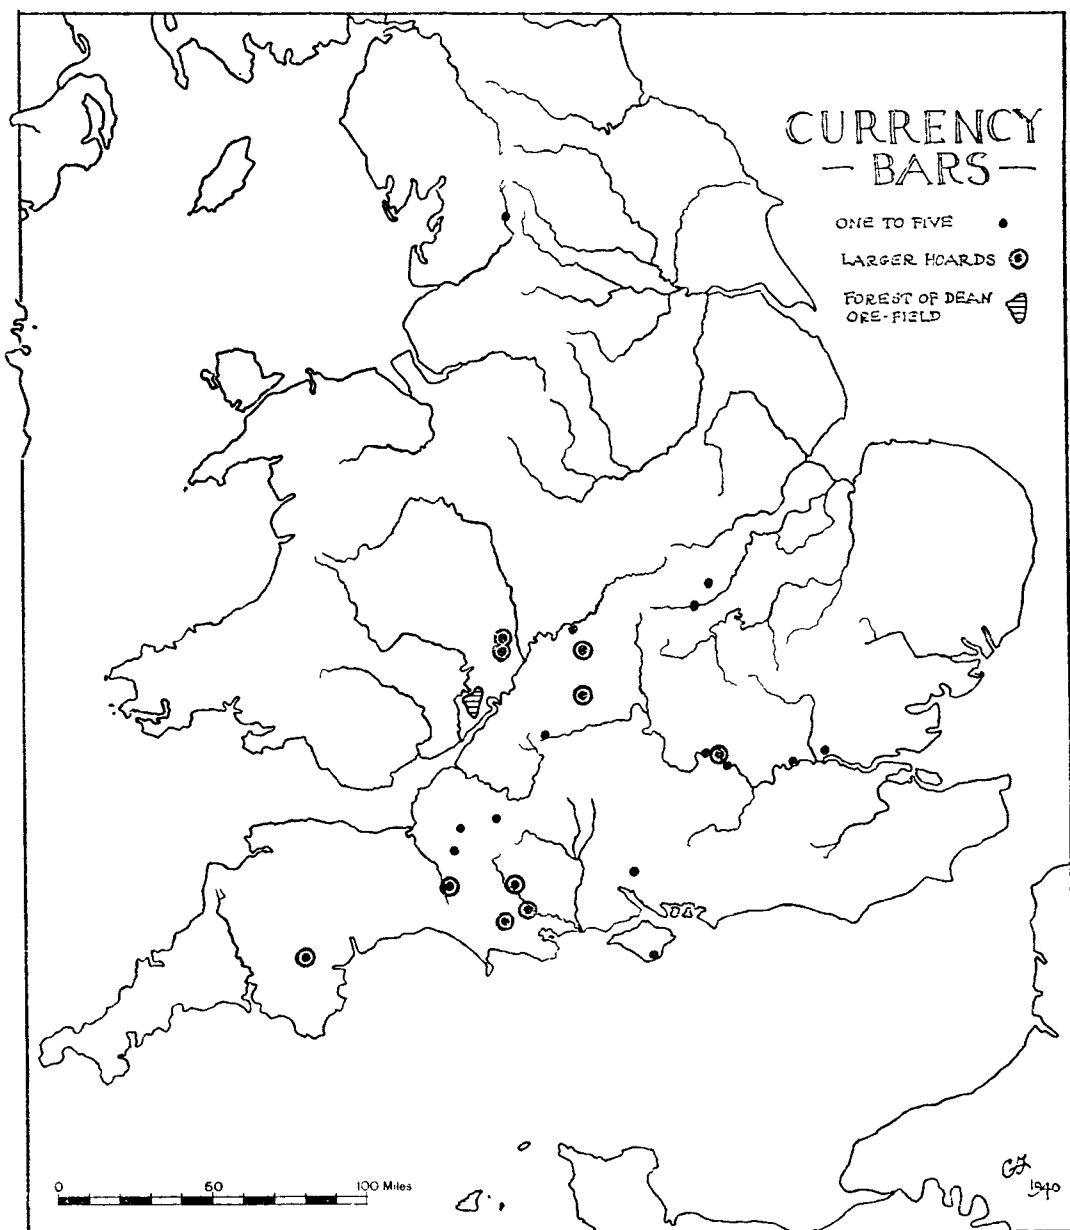 CURRENCY
— BARS —
ONE TO FIVE
LARGER HOARDS
FOREST OF DEAN
ORE-FIELD
0 50 100 Miles
1940